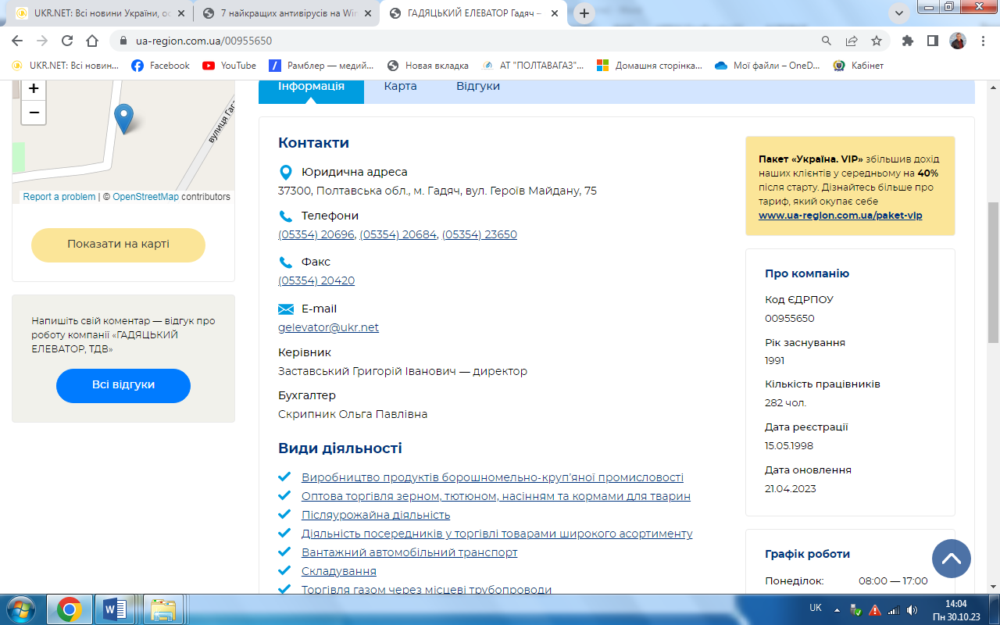 UKR.NET: Всі новини України, ос
7 найкращих антивірусів на Win
ГАДЯЦЬКИЙ ЕЛЕВАТОР Гадяч –
ua-region.com.ua/00955650
UKR.NET: Всі новин...
Facebook
YouTube
Рамблер — медий...
Новая вкладка
АТ "ПОЛТАВАГАЗ"...
Домашня сторінка...
Мої файли – OneD...
Кабінет
+
−
вулиця Гага
Report a problem | © OpenStreetMap contributors
Показати на карті
Напишіть свій коментар — відгук про
роботу компанії «ГАДЯЦЬКИЙ
ЕЛЕВАТОР, ТДВ»
Всі відгуки
Інформація
Карта
Відгуки
Контакти
Юридична адреса
37300, Полтавська обл., м. Гадяч, вул. Героїв Майдану, 75
Телефони
(05354) 20696, (05354) 20684, (05354) 23650
Факс
(05354) 20420
E-mail
gelevator@ukr.net
Керівник
Заставський Григорій Іванович — директор
Бухгалтер
Скрипник Ольга Павлівна
Види діяльності
Виробництво продуктів борошномельно-круп'яної промисловості
Оптова торгівля зерном, тютюном, насінням та кормами для тварин
Післяурожайна діяльність
Діяльність посередників у торгівлі товарами широкого асортименту
Вантажний автомобільний транспорт
Складування
Торгівля газом через місцеві трубопроводи
Пакет «Україна. VIP» збільшив дохід
наших клієнтів у середньому на 40%
після старту. Дізнайтесь більше про
тариф, який окупає себе
www.ua-region.com.ua/paket-vip
Про компанію
Код ЄДРПОУ
00955650
Рік заснування
1991
Кількість працівників
282 чол.
Дата реєстрації
15.05.1998
Дата оновлення
21.04.2023
Графік роботи
Понеділок: 08:00 — 17:00
UK
14:04
Пн 30.10.23